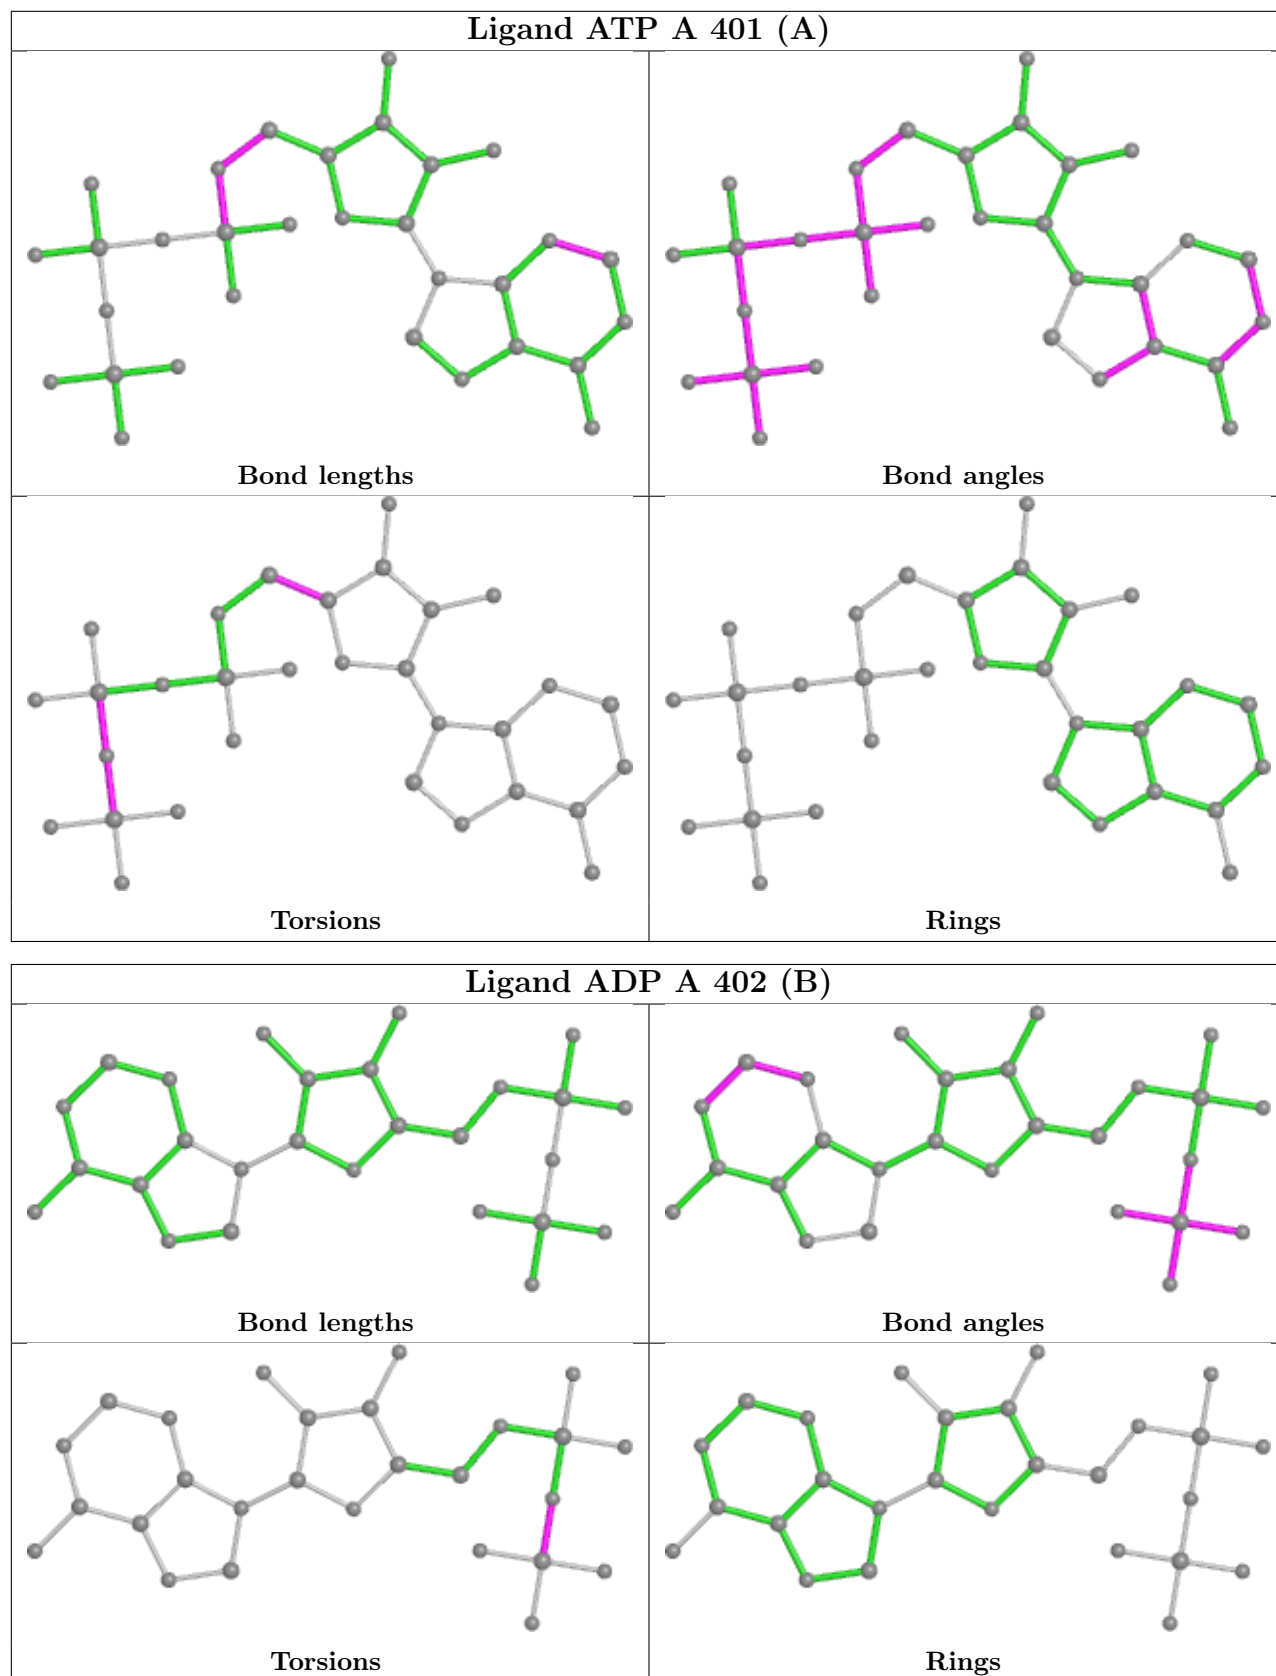 Ligand ATP A 401 (A)
Bond lengths
Bond angles
Torsions
Rings
Ligand ADP A 402 (B)
Bond lengths
Bond angles
Torsions
Rings